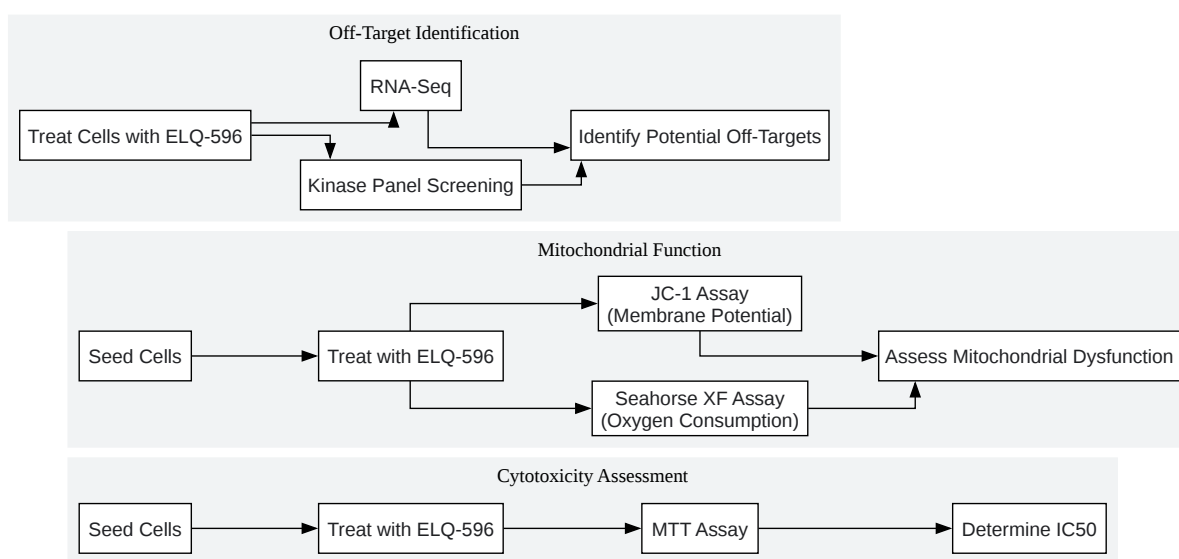 Off-Target Identification
RNA-Seq
Treat Cells with ELQ-596
Identify Potential Off-Targets
Kinase Panel Screening
Mitochondrial Function
JC-1 Assay
(Membrane Potential)
Seed Cells
Treat with ELQ-596
Assess Mitochondrial Dysfunction
Seahorse XF Assay
(Oxygen Consumption)
Cytotoxicity Assessment
Seed Cells
Treat with ELQ-596
MTT Assay
Determine IC50